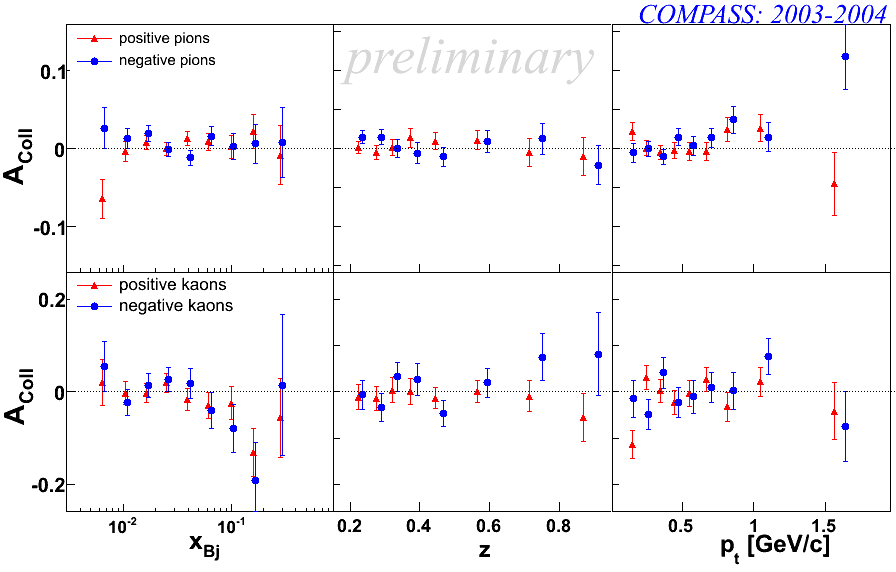 COMPASS: 2003-2004
preliminary
positive pions
negative pions
0.1
0
-0.1
A_Coll
positive kaons
negative kaons
0.2
0
-0.2
A_Coll
10^-2 10^-1
x_Bj
0.2 0.4 0.6 0.8
z
0.5 1 1.5
p_t [GeV/c]